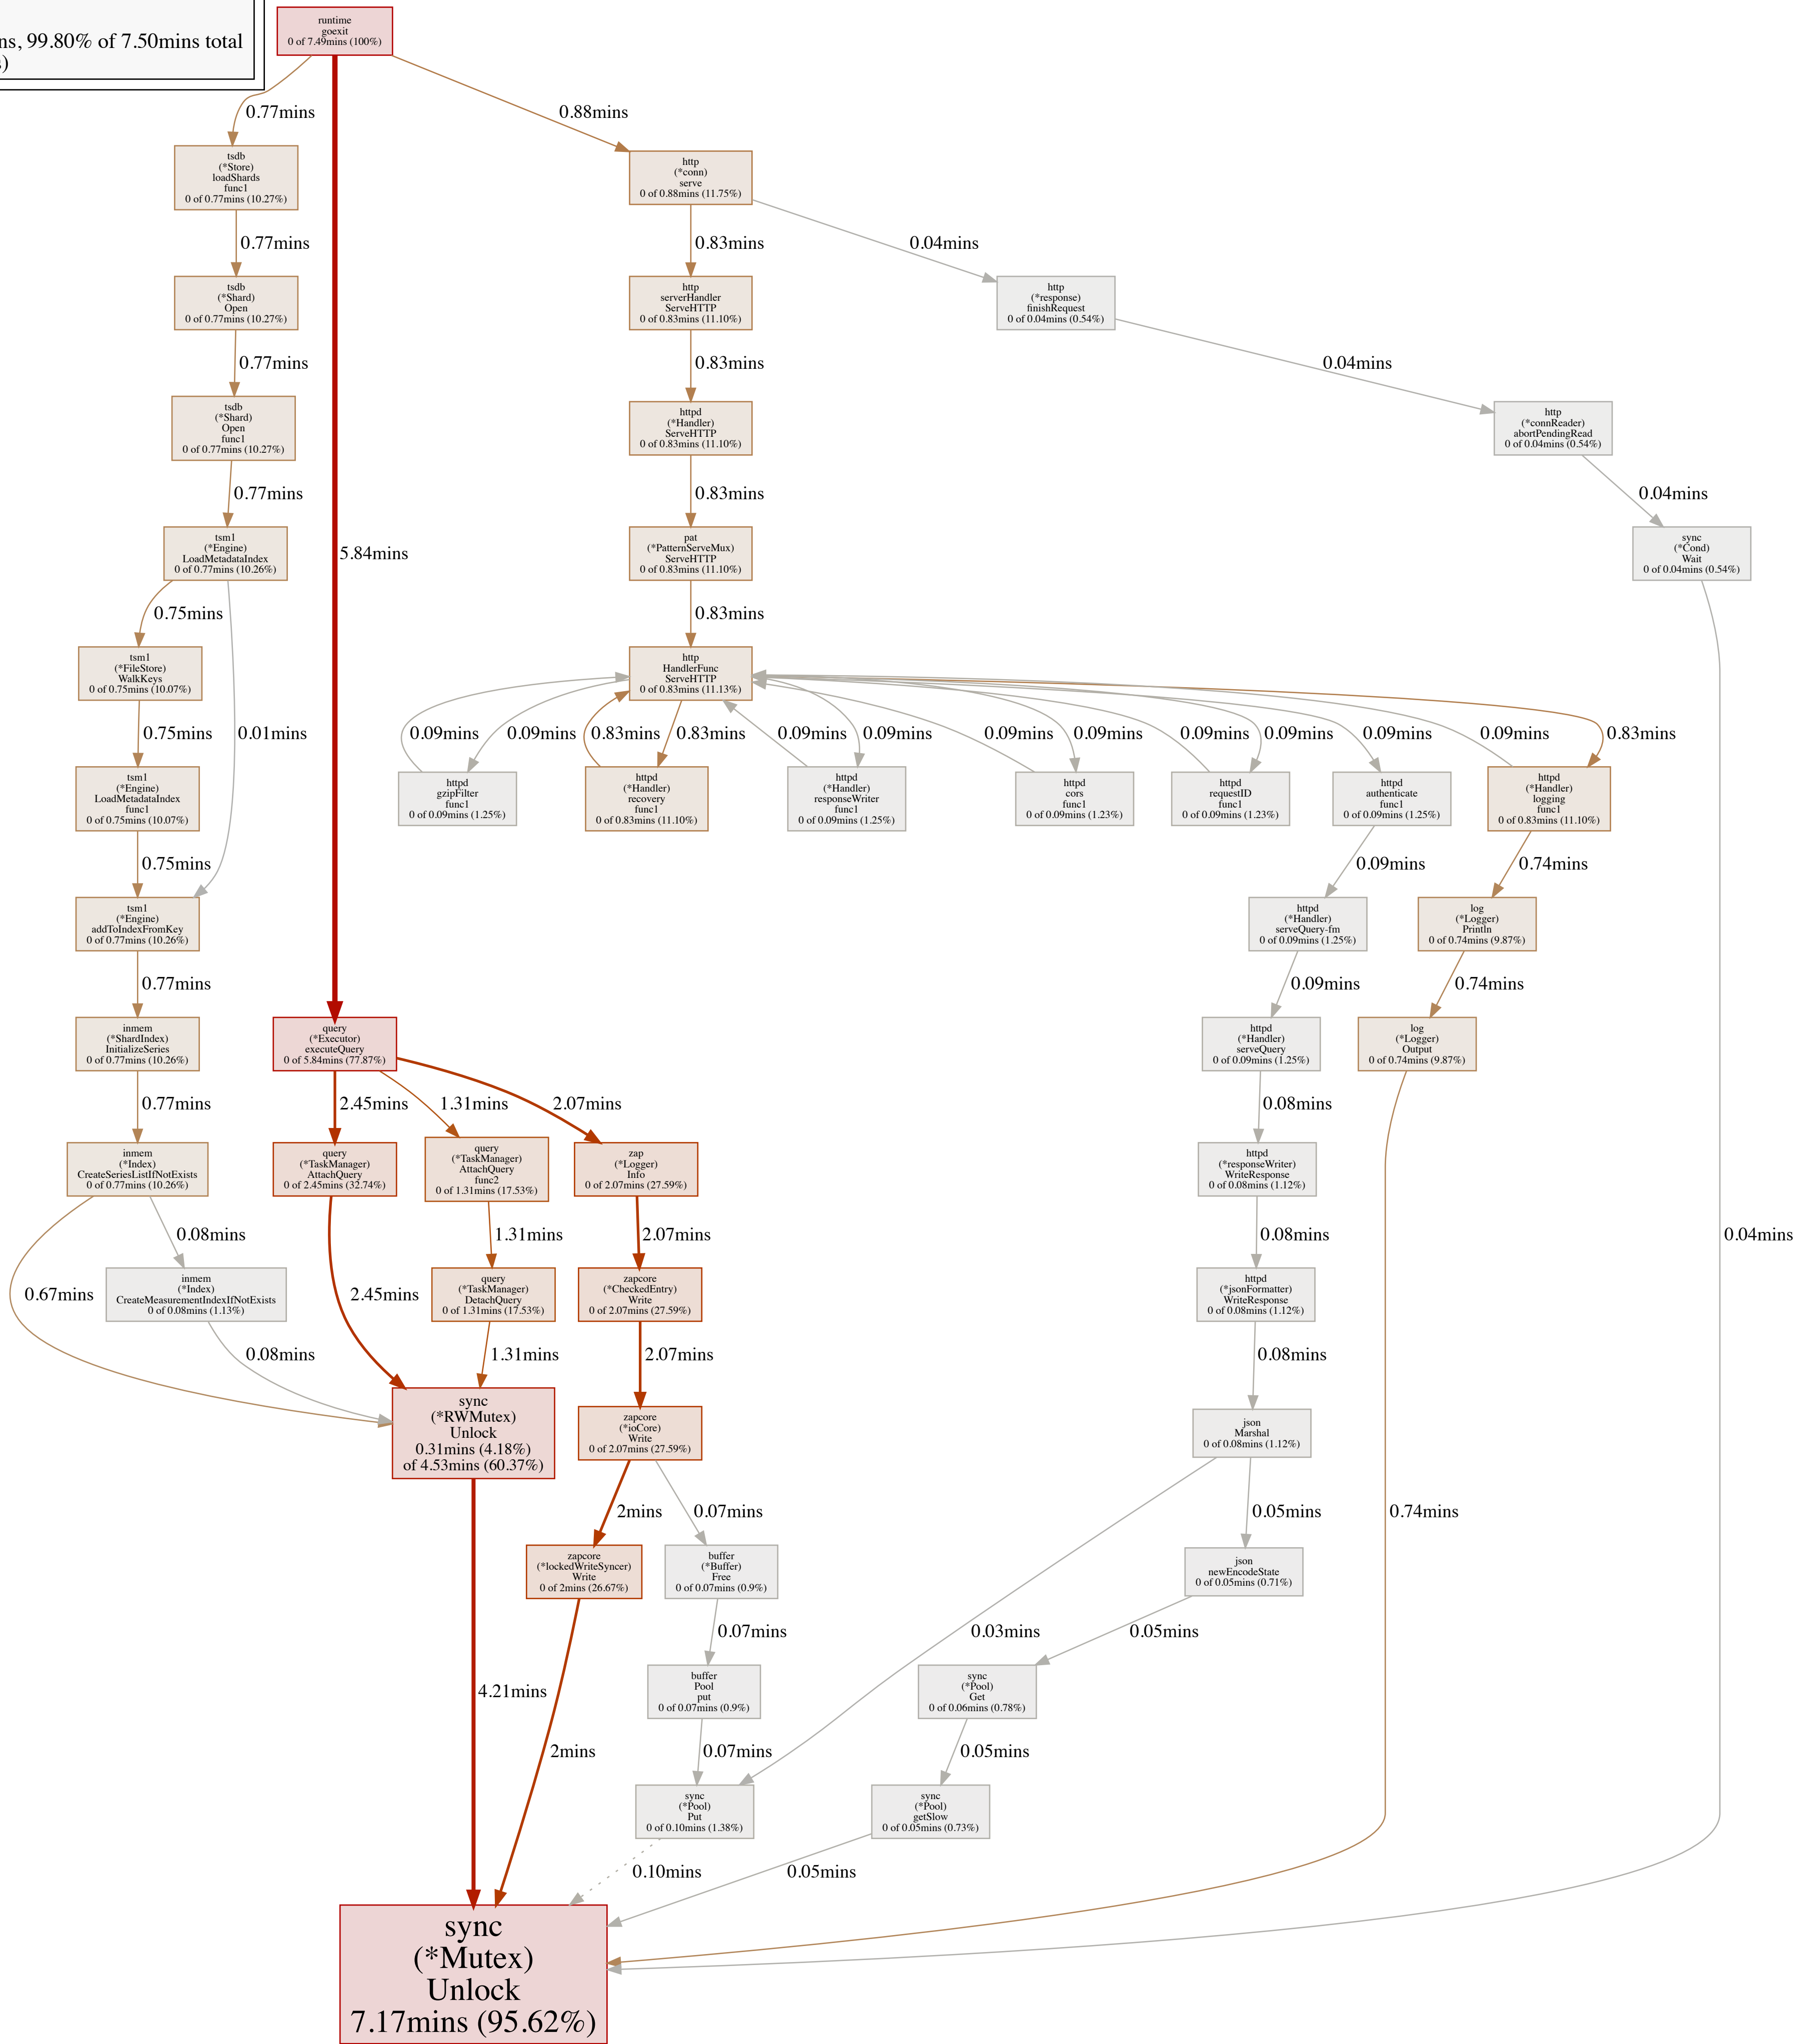 ns, 99.80% of 7.50mins total
s)
runtime
goexit
0 of 7.49mins (100%)
0.77mins
0.88mins
tsdb
(*Store)
loadShards
func1
0 of 0.77mins (10.27%)
http
(*conn)
serve
0 of 0.88mins (11.75%)
0.77mins
0.83mins
0.04mins
tsdb
(*Shard)
Open
0 of 0.77mins (10.27%)
http
serverHandler
ServeHTTP
0 of 0.83mins (11.10%)
http
(*response)
finishRequest
0 of 0.04mins (0.54%)
0.77mins
0.83mins
0.04mins
tsdb
(*Shard)
Open
func1
0 of 0.77mins (10.27%)
httpd
(*Handler)
ServeHTTP
0 of 0.83mins (11.10%)
http
(*connReader)
abortPendingRead
0 of 0.04mins (0.54%)
0.77mins
0.83mins
0.04mins
tsm1
(*Engine)
LoadMetadataIndex
0 of 0.77mins (10.26%)
5.84mins
pat
(*PatternServeMux)
ServeHTTP
0 of 0.83mins (11.10%)
sync
(*Cond)
Wait
0 of 0.04mins (0.54%)
0.75mins
0.83mins
tsm1
(*FileStore)
WalkKeys
0 of 0.75mins (10.07%)
http
HandlerFunc
ServeHTTP
0 of 0.83mins (11.13%)
0.75mins
0.01mins
0.09mins
0.09mins
0.83mins
0.83mins
0.09mins
0.09mins
0.09mins
0.09mins
0.09mins
0.09mins
0.09mins
0.09mins
0.83mins
tsm1
(*Engine)
LoadMetadataIndex
func1
0 of 0.75mins (10.07%)
httpd
gzipFilter
func1
0 of 0.09mins (1.25%)
httpd
(*Handler)
recovery
func1
0 of 0.83mins (11.10%)
httpd
(*Handler)
responseWriter
func1
0 of 0.09mins (1.25%)
httpd
cors
func1
0 of 0.09mins (1.23%)
httpd
requestID
func1
0 of 0.09mins (1.23%)
httpd
authenticate
func1
0 of 0.09mins (1.25%)
httpd
(*Handler)
logging
func1
0 of 0.83mins (11.10%)
0.75mins
0.09mins
0.74mins
tsm1
(*Engine)
addToIndexFromKey
0 of 0.77mins (10.26%)
httpd
(*Handler)
serveQuery-fm
0 of 0.09mins (1.25%)
log
(*Logger)
Println
0 of 0.74mins (9.87%)
0.77mins
0.09mins
0.74mins
inmem
(*ShardIndex)
InitializeSeries
0 of 0.77mins (10.26%)
query
(*Executor)
executeQuery
0 of 5.84mins (77.87%)
httpd
(*Handler)
serveQuery
0 of 0.09mins (1.25%)
log
(*Logger)
Output
0 of 0.74mins (9.87%)
0.77mins
2.45mins
1.31mins
2.07mins
0.08mins
inmem
(*Index)
CreateSeriesListIfNotExists
0 of 0.77mins (10.26%)
query
(*TaskManager)
AttachQuery
0 of 2.45mins (32.74%)
query
(*TaskManager)
AttachQuery
func2
0 of 1.31mins (17.53%)
zap
(*Logger)
Info
0 of 2.07mins (27.59%)
httpd
(*responseWriter)
WriteResponse
0 of 0.08mins (1.12%)
0.08mins
1.31mins
2.07mins
0.08mins
0.04mins
0.67mins
inmem
(*Index)
CreateMeasurementIndexIfNotExists
0 of 0.08mins (1.13%)
2.45mins
query
(*TaskManager)
DetachQuery
0 of 1.31mins (17.53%)
zapcore
(*CheckedEntry)
Write
0 of 2.07mins (27.59%)
httpd
(*jsonFormatter)
WriteResponse
0 of 0.08mins (1.12%)
0.08mins
1.31mins
2.07mins
0.08mins
sync
(*RWMutex)
Unlock
0.31mins (4.18%)
of 4.53mins (60.37%)
zapcore
(*ioCore)
Write
0 of 2.07mins (27.59%)
json
Marshal
0 of 0.08mins (1.12%)
2mins
0.07mins
0.05mins
0.74mins
zapcore
(*lockedWriteSyncer)
Write
0 of 2mins (26.67%)
buffer
(*Buffer)
Free
0 of 0.07mins (0.9%)
json
newEncodeState
0 of 0.05mins (0.71%)
0.07mins
0.03mins
0.05mins
4.21mins
buffer
Pool
put
0 of 0.07mins (0.9%)
sync
(*Pool)
Get
0 of 0.06mins (0.78%)
2mins
0.07mins
0.05mins
sync
(*Pool)
Put
0 of 0.10mins (1.38%)
sync
(*Pool)
getSlow
0 of 0.05mins (0.73%)
0.10mins
0.05mins
sync
(*Mutex)
Unlock
7.17mins (95.62%)